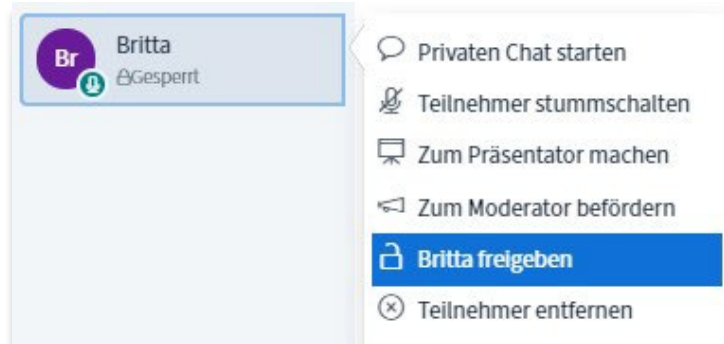 Br
Britta
Gesperrt
Privaten Chat starten
Teilnehmer stummschalten
Zum Präsentator machen
Zum Moderator befördern
Britta freigeben
Teilnehmer entfernen